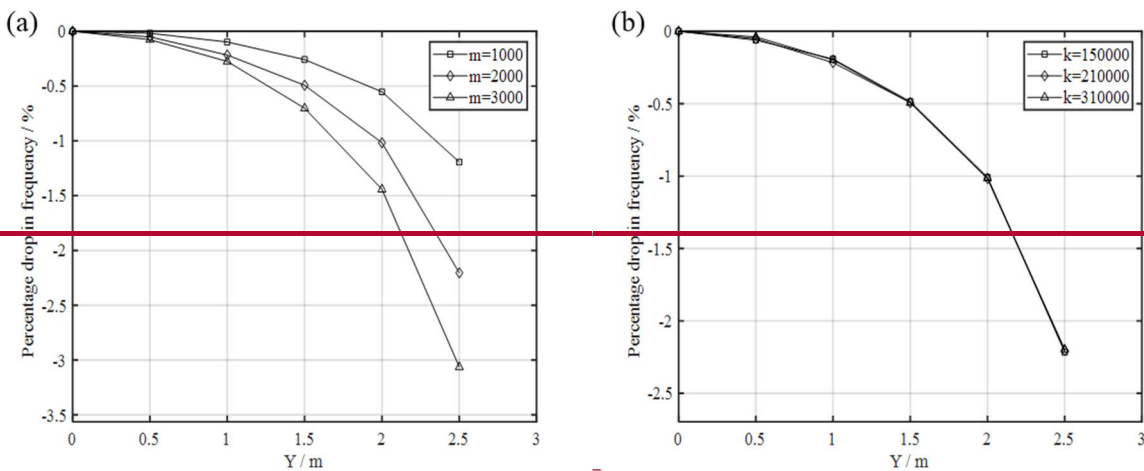 (a)
Percentage drop in frequency / %
0
-0.5
-1
-1.5
-2
-2.5
-3
-3.5
m=1000
m=2000
m=3000
0 0.5 1 1.5 2 2.5 3
Y / m
(b)
Percentage drop in frequency / %
0
-0.5
-1
-1.5
-2
-2.5
k=150000
k=210000
k=310000
0 0.5 1 1.5 2 2.5 3
Y / m